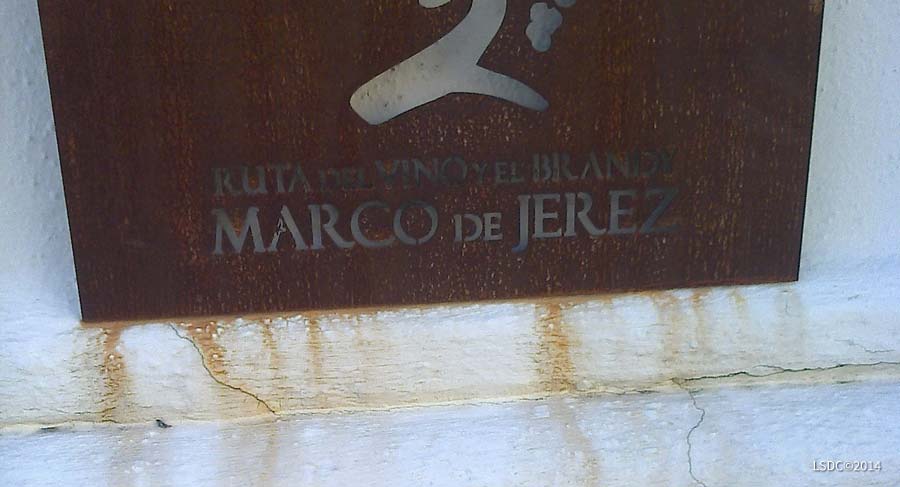 RUTA DEL VINO Y EL BRANDY
MARCO DE JEREZ
LSDC©2014